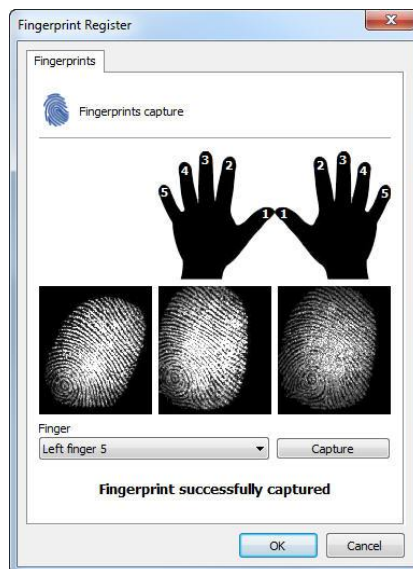 Fingerprint Register
Fingerprints
Fingerprints capture
3 3
4 2 2 4
5 5
1 1
Finger
Left finger 5 Capture
Fingerprint successfully captured
OK Cancel